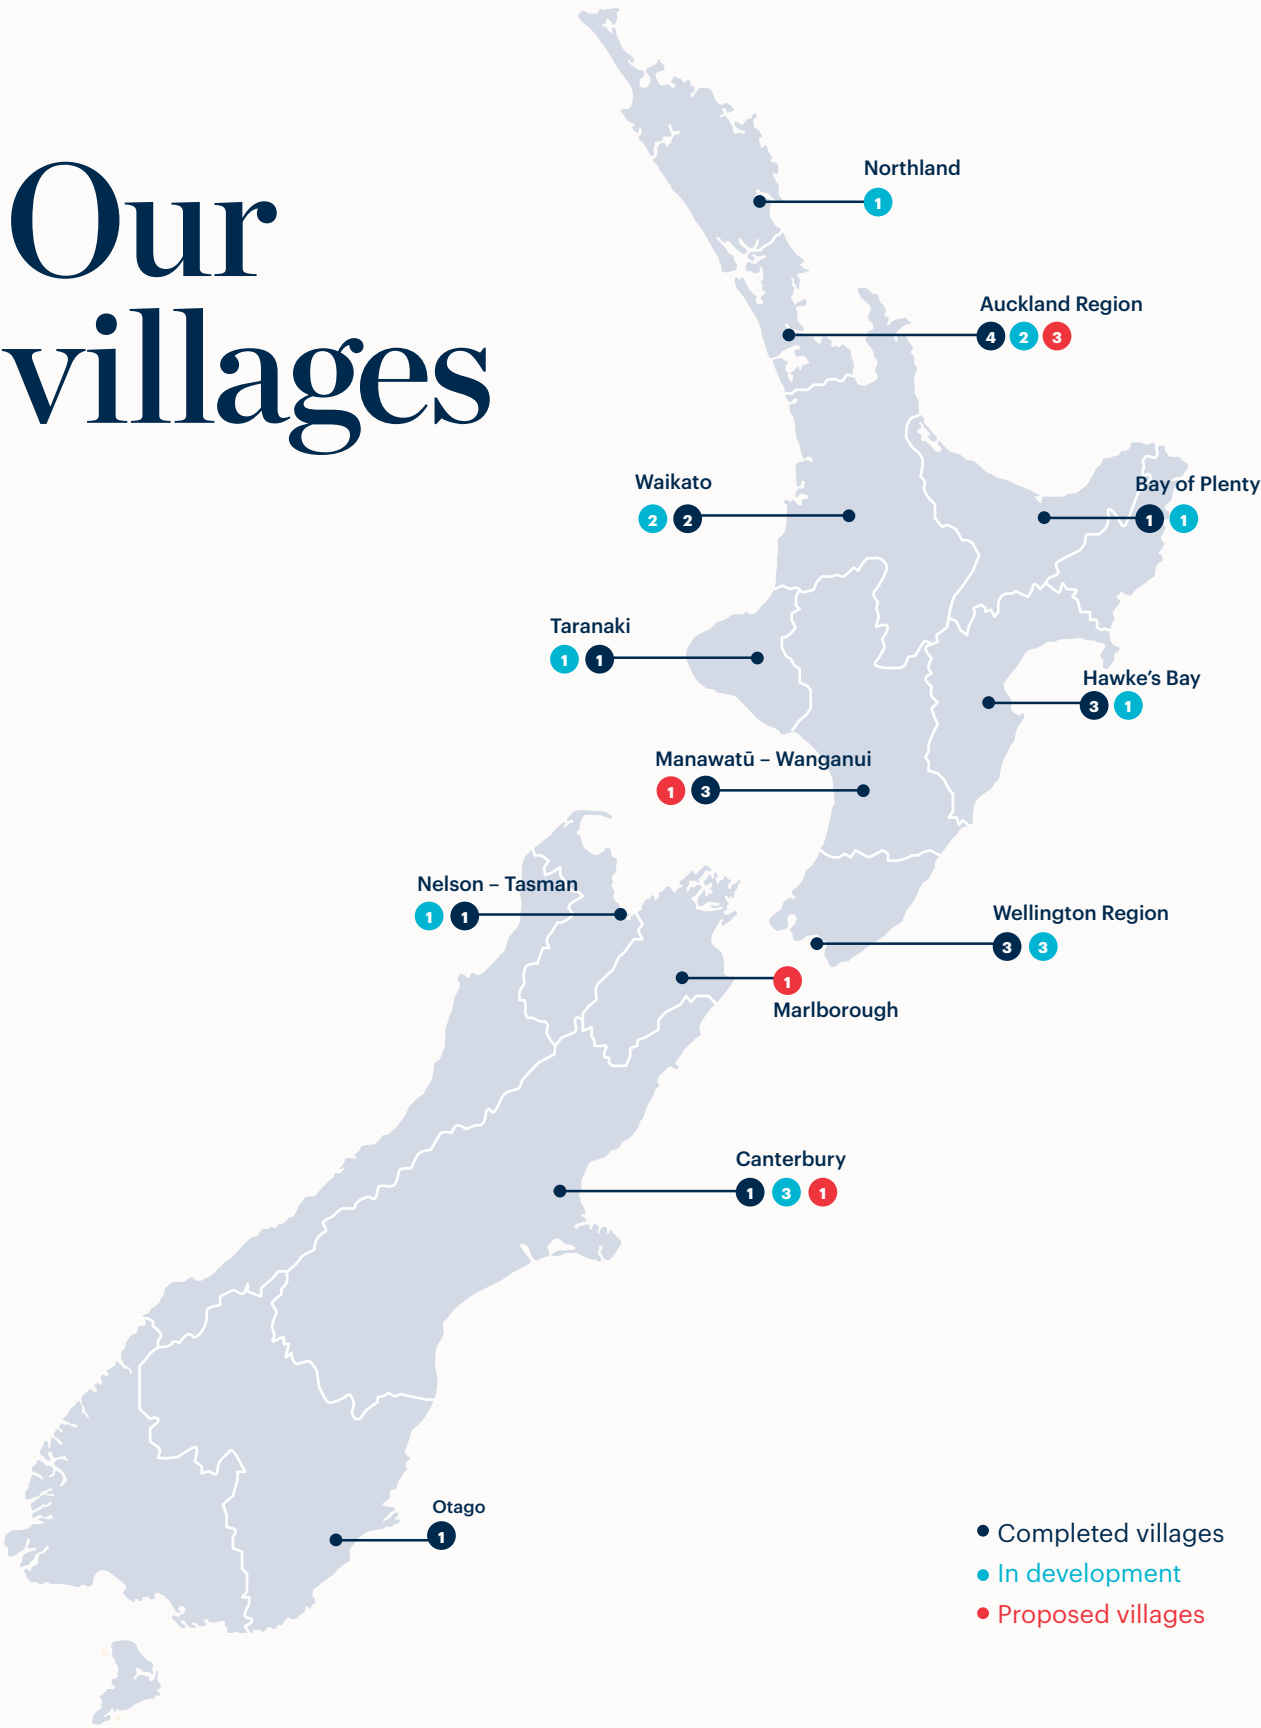 Our
villages
Northland
1
Auckland Region
4 2 3
Waikato
2 2
Bay of Plenty
1 1
Taranaki
1 1
Hawke’s Bay
3 1
Manawatū – Wanganui
1 3
Nelson – Tasman
1 1
Wellington Region
3 3
1
Marlborough
Canterbury
1 3 1
Otago
1
Completed villages
In development
Proposed villages